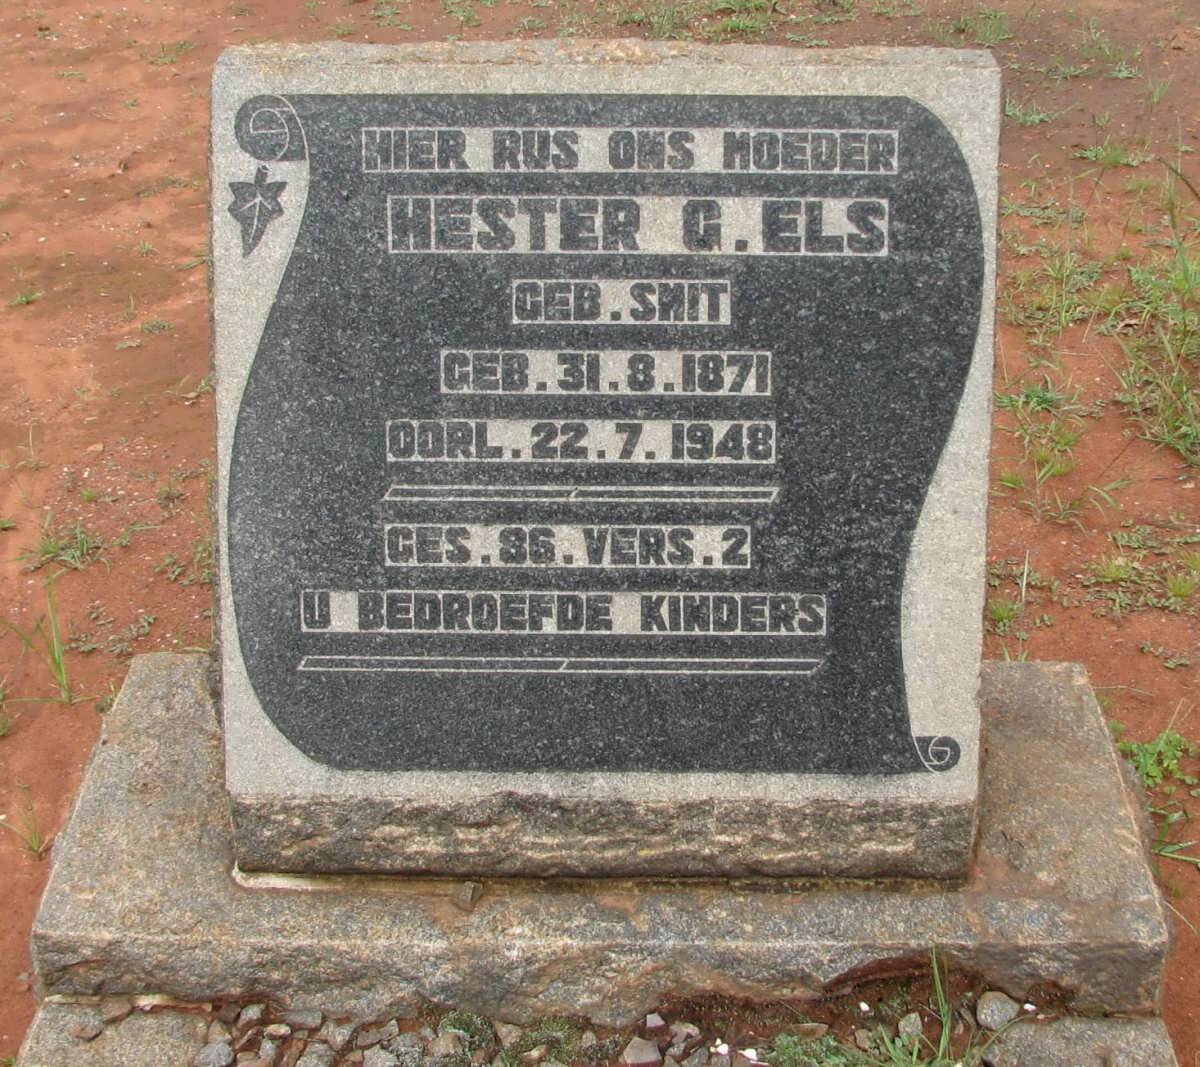 HIER RUS ONS MOEDER
HESTER G. ELS
GEB. SMIT
GEB. 31. 8. 1871
OORL. 22. 7. 1948
GES. 86. VERS. 2
U BEDROEFDE KINDERS